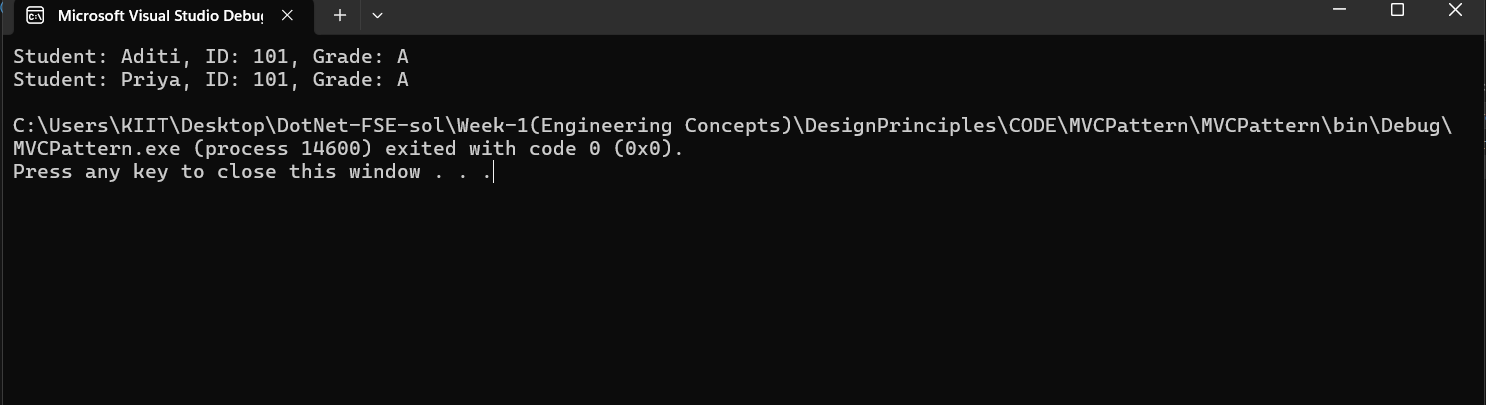 Microsoft Visual Studio Debu
Student: Aditi, ID: 101, Grade: A
Student: Priya, ID: 101, Grade: A
C:\Users\KIIT\Desktop\DotNet-FSE-sol\Week-1(Engineering Concepts)\DesignPrinciples\CODE\MVCPattern\MVCPattern\bin\Debug\
MVCPattern.exe (process 14600) exited with code 0 (0x0).
Press any key to close this window . . .